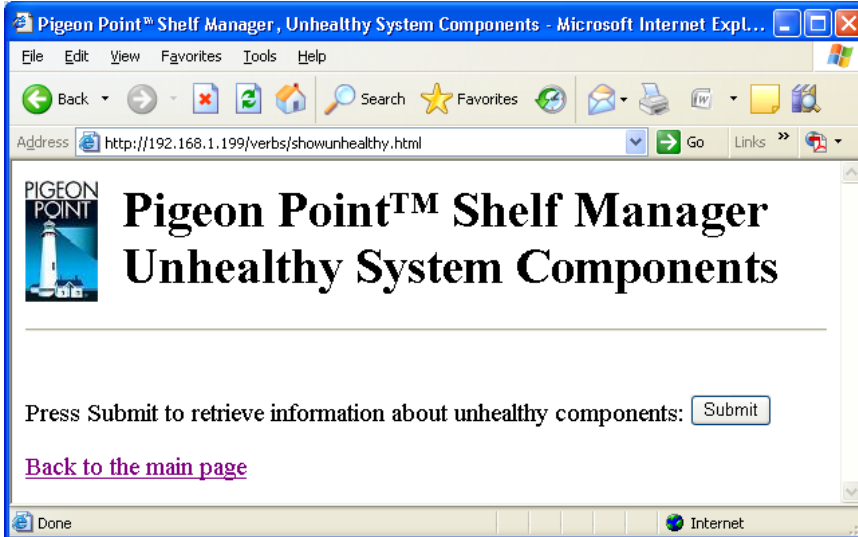 Pigeon Point™ Shelf Manager, Unhealthy System Components - Microsoft Internet Expl...
File Edit View Favorites Tools Help
Back Search Favorites
Address http://192.168.1.199/verbs/showunhealthy.html Go Links »
PIGEON
POINT
Pigeon Point™ Shelf Manager
Unhealthy System Components
Press Submit to retrieve information about unhealthy components: Submit
Back to the main page
Done Internet